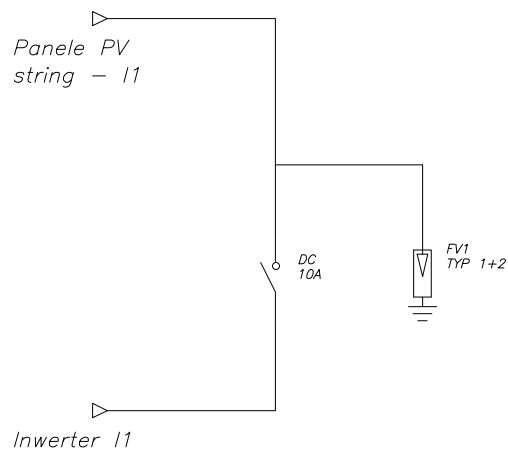 Panele PV
string - I1
DC
10A
FV1
TYP 1+2
Inwerter I1